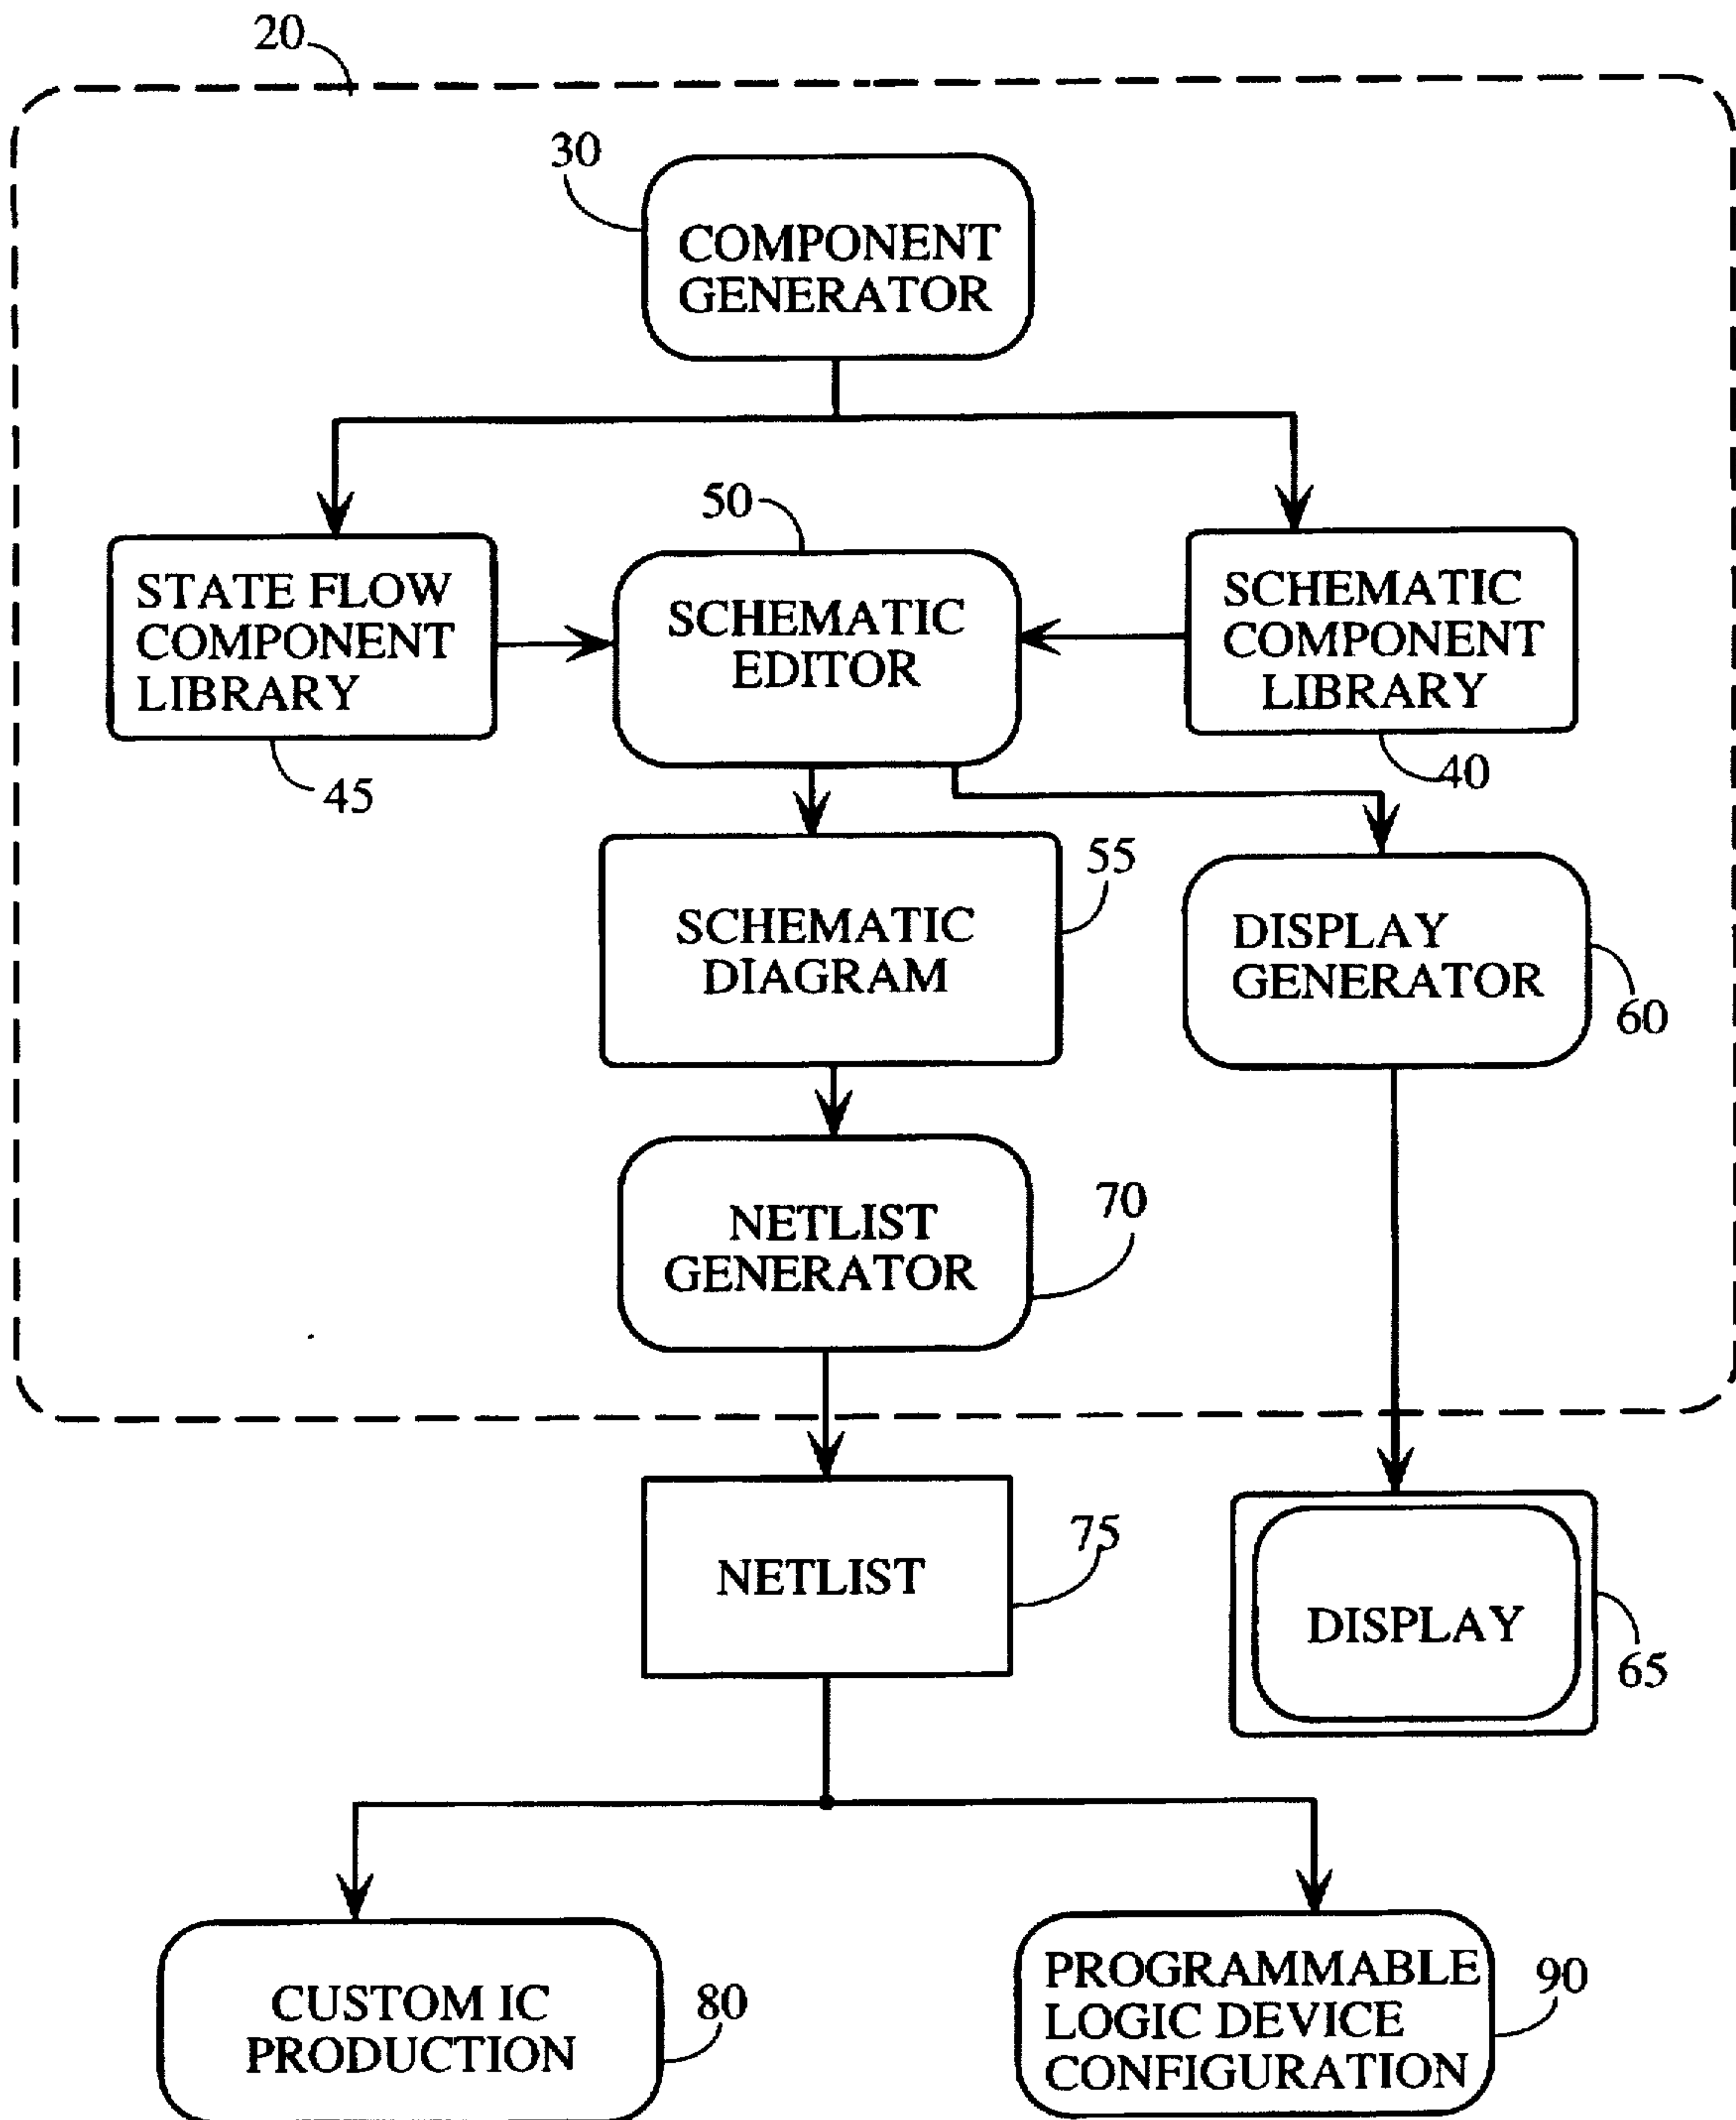 20
30
COMPONENT
GENERATOR
50
STATE FLOW
COMPONENT
LIBRARY
45
SCHEMATIC
EDITOR
SCHEMATIC
COMPONENT
LIBRARY
40
55
SCHEMATIC
DIAGRAM
DISPLAY
GENERATOR
60
70
NETLIST
GENERATOR
75
NETLIST
DISPLAY
65
CUSTOM IC
PRODUCTION
80
PROGRAMMABLE
LOGIC DEVICE
CONFIGURATION
90